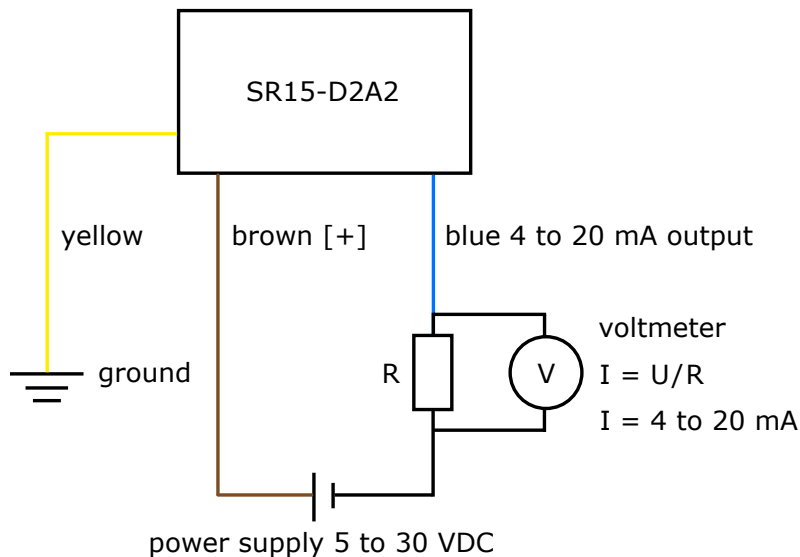 SR15-D2A2
yellow
brown [+]
blue 4 to 20 mA output
ground
R
V
voltmeter
I = U/R
I = 4 to 20 mA
power supply 5 to 30 VDC